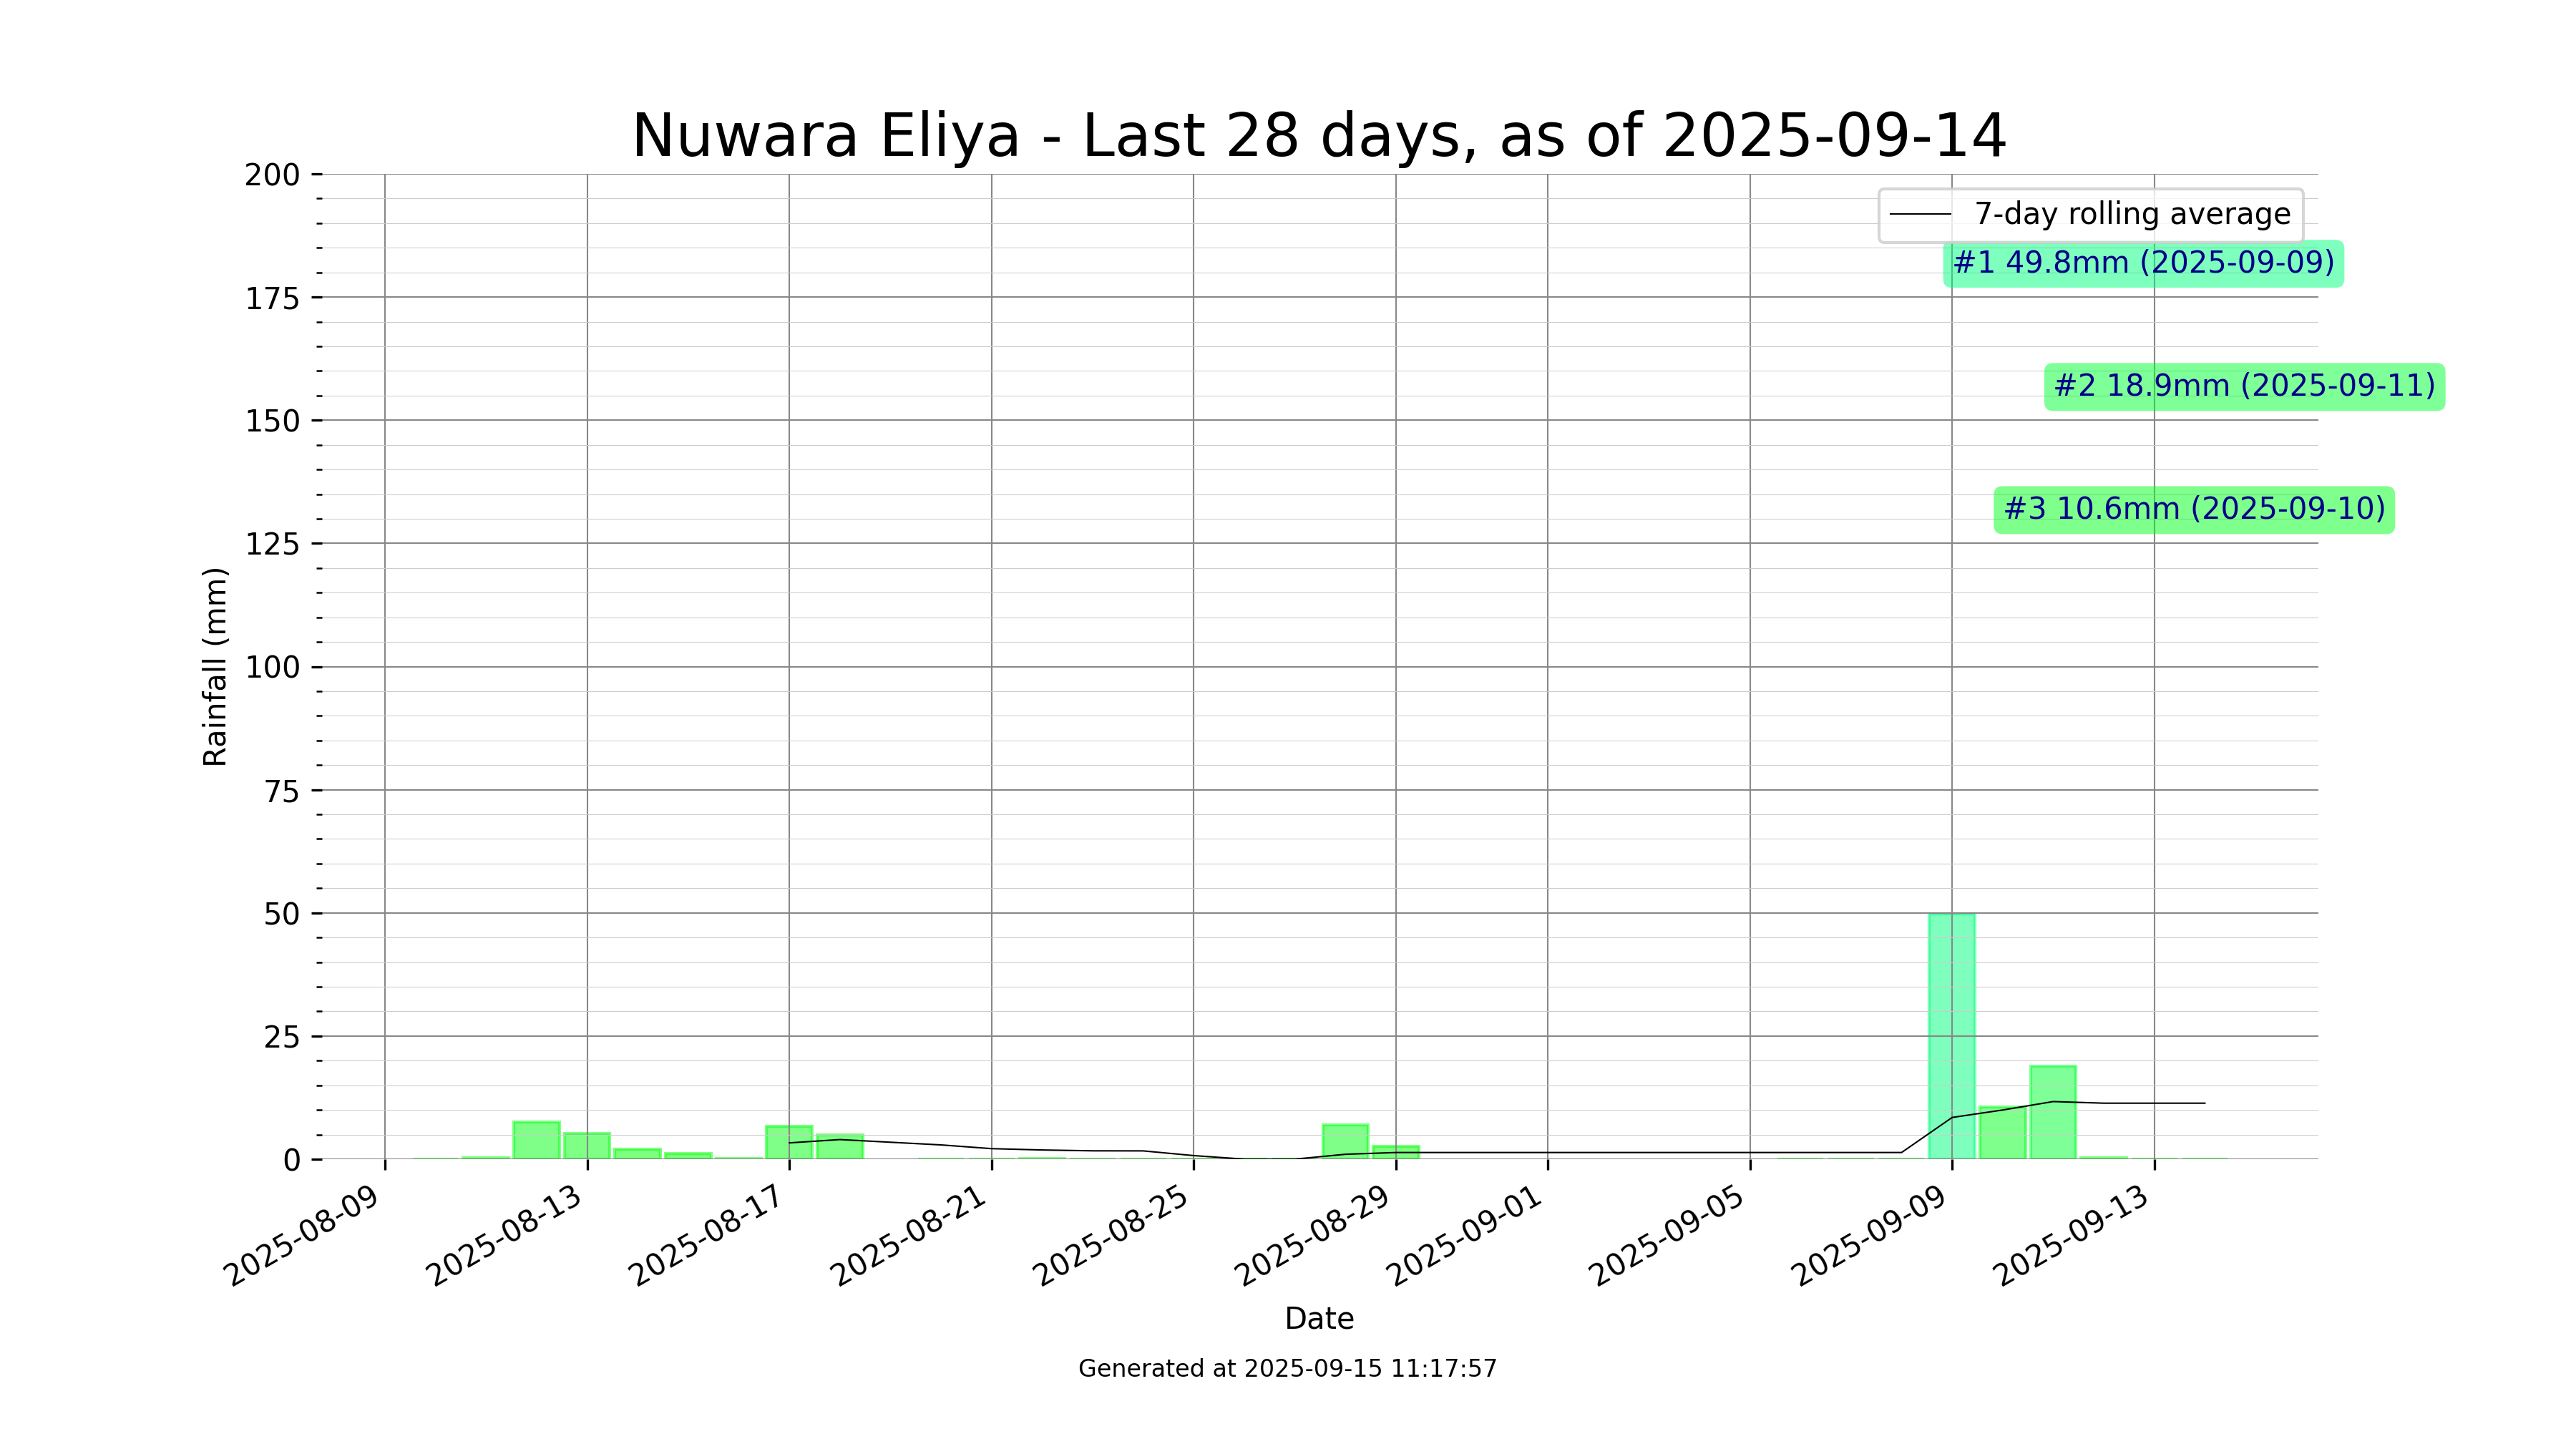 Nuwara Eliya - Last 28 days, as of 2025-09-14
200
175
150
125
100
75
50
25
0
Rainfall (mm)
7-day rolling average
#1 49.8mm (2025-09-09)
#2 18.9mm (2025-09-11)
#3 10.6mm (2025-09-10)
2025-08-09
2025-08-13
2025-08-17
2025-08-21
2025-08-25
2025-08-29
2025-09-01
2025-09-05
2025-09-09
2025-09-13
Date
Generated at 2025-09-15 11:17:57